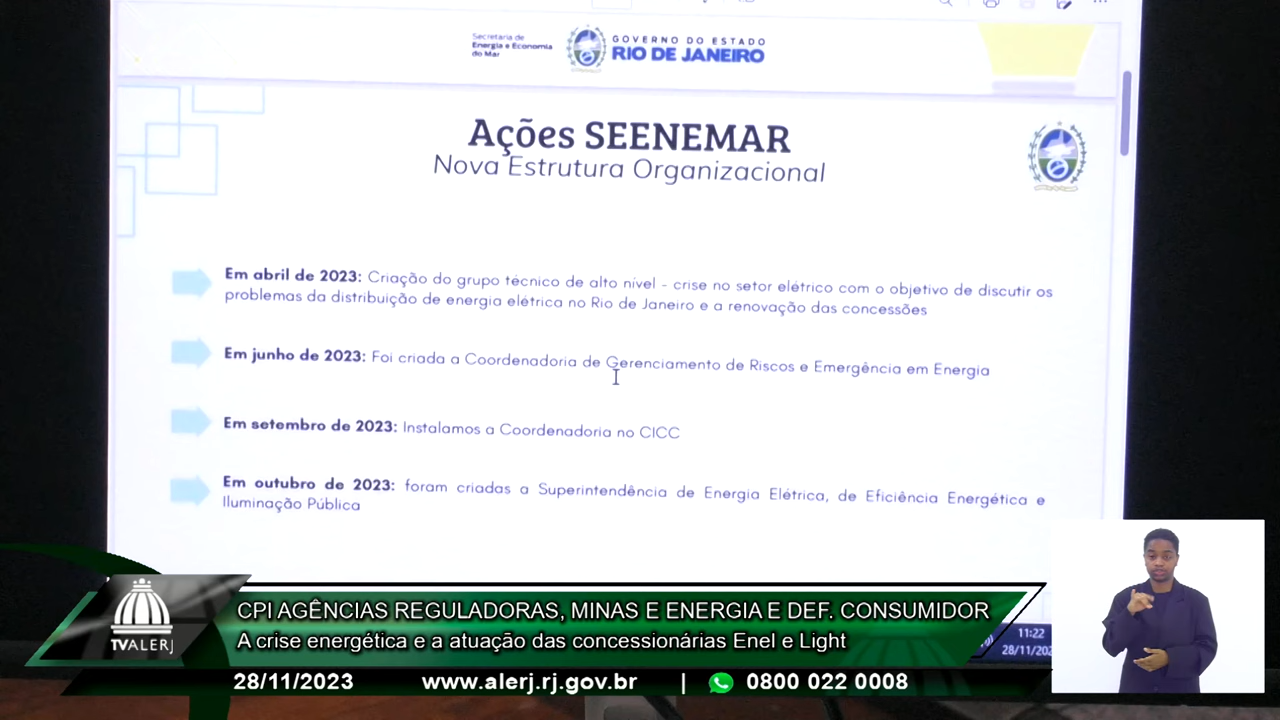 Secretaria de
Energia e Economia
do Mar
GOVERNO DO ESTADO
RIO DE JANEIRO
Ações SEENEMAR
Nova Estrutura Organizacional
Em abril de 2023: Criação do grupo técnico de alto nível - crise no setor elétrico com o objetivo de discutir os
problemas da distribuição de energia elétrica no Rio de Janeiro e a renovação das concessões
Em junho de 2023: Foi criada a Coordenadoria de Gerenciamento de Riscos e Emergência em Energia
Em setembro de 2023: Instalamos a Coordenadoria no CICC
Em outubro de 2023: foram criadas a Superintendência de Energia Elétrica, de Eficiência Energética e
Iluminação Pública
CPI AGÊNCIAS REGULADORAS, MINAS E ENERGIA E DEF. CONSUMIDOR
A crise energética e a atuação das concessionárias Enel e Light
TVALERJ
11:22
28/11/202
28/11/2023 www.alerj.rj.gov.br | 0800 022 0008